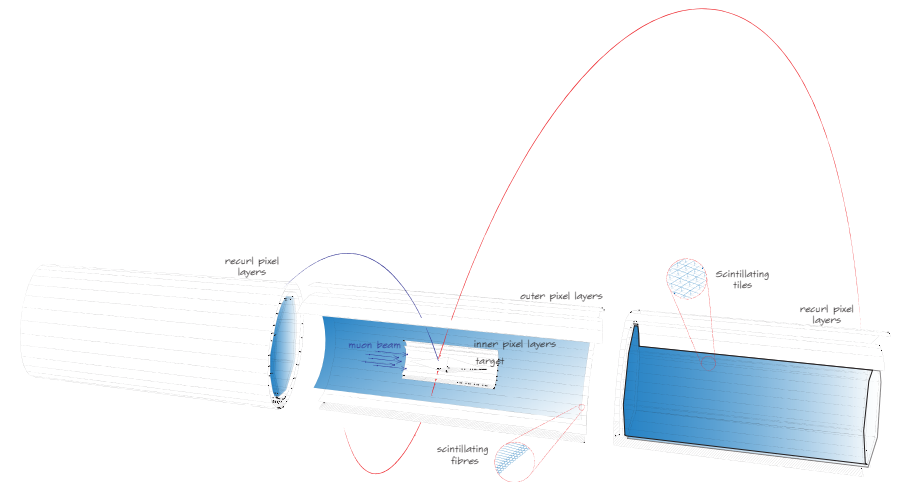 recurl pixel
layers
outer pixel layers
Scintillating
tiles
recurl pixel
layers
muon beam
inner pixel layers
target
scintillating
fibres